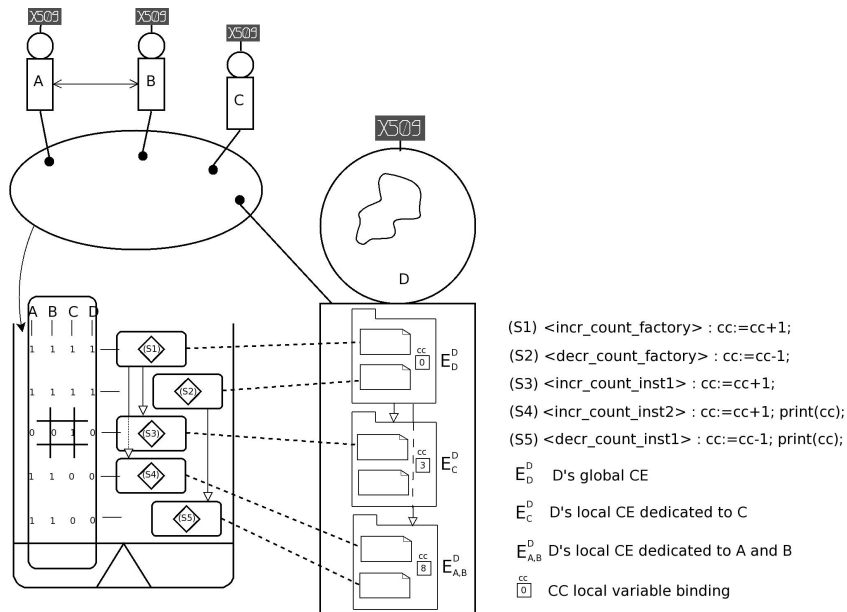 X509
X509
X509
A
B
C
X509
D
A B C D
1 1 1 1
(S1)
1 1 1 1
(S2)
0 0 1 0
(S3)
1 1 0 0
(S4)
1 1 0 0
(S5)
cc
0
E D D
cc
3
E D C
cc
8
E D A,B
(S1) <incr_count_factory> : cc:=cc+1;
(S2) <decr_count_factory> : cc:=cc-1;
(S3) <incr_count_inst1> : cc:=cc+1;
(S4) <incr_count_inst2> : cc:=cc+1; print(cc);
(S5) <decr_count_inst1> : cc:=cc-1; print(cc);
E D D D's global CE
E D C D's local CE dedicated to C
E D A,B D's local CE dedicated to A and B
cc
0 CC local variable binding